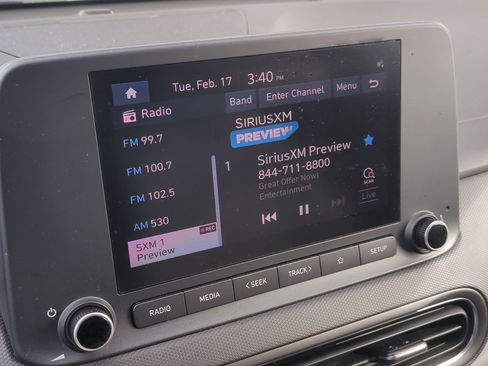 Tue, Feb. 17 3:40 PM
Radio Band Enter Channel Menu
SIRIUSXM
PREVIEW
FM 99.7
FM 100.7
FM 102.5
AM 530
SXM 1 REC
Preview
1 SiriusXM Preview
844-711-8800
Great Offer Now!
Entertainment
SCAN
Live
RADIO MEDIA < SEEK TRACK > SETUP